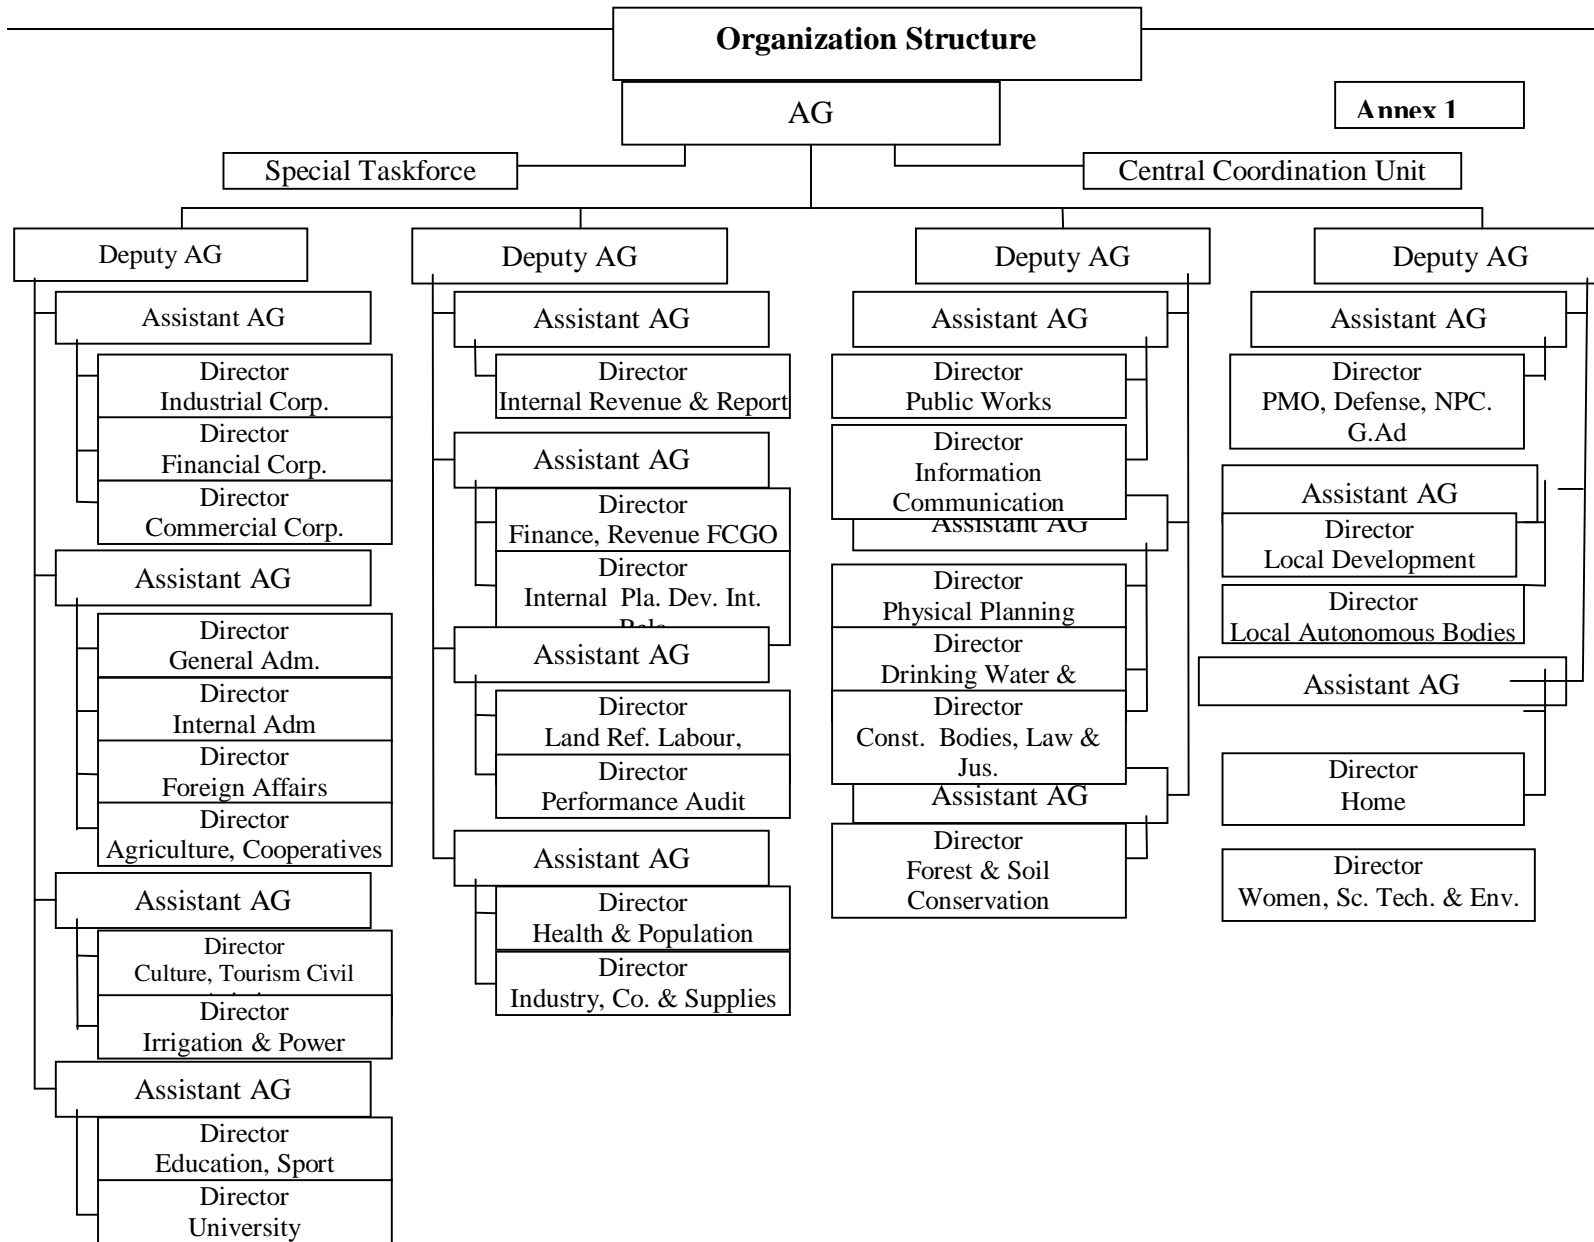 Organization Structure
AG
Annex 1
Special Taskforce
Central Coordination Unit
Deputy AG
Assistant AG
Director
Industrial Corp.
Director
Financial Corp.
Director
Commercial Corp.
Assistant AG
Director
General Adm.
Director
Internal Adm
Director
Foreign Affairs
Director
Agriculture, Cooperatives
Assistant AG
Director
Culture, Tourism Civil
Director
Irrigation & Power
Assistant AG
Director
Education, Sport
Director
University
Deputy AG
Assistant AG
Director
Internal Revenue & Report
Assistant AG
Director
Finance, Revenue FCGO
Director
Internal Pla. Dev. Int.
Assistant AG
Director
Land Ref. Labour,
Director
Performance Audit
Assistant AG
Director
Health & Population
Director
Industry, Co. & Supplies
Deputy AG
Assistant AG
Director
Public Works
Director
Information
Communication
Assistant AG
Director
Physical Planning
Director
Drinking Water &
Director
Const. Bodies, Law &
Jus.
Assistant AG
Director
Forest & Soil
Conservation
Deputy AG
Assistant AG
Director
PMO, Defense, NPC.
G.Ad
Assistant AG
Director
Local Development
Director
Local Autonomous Bodies
Assistant AG
Director
Home
Director
Women, Sc. Tech. & Env.